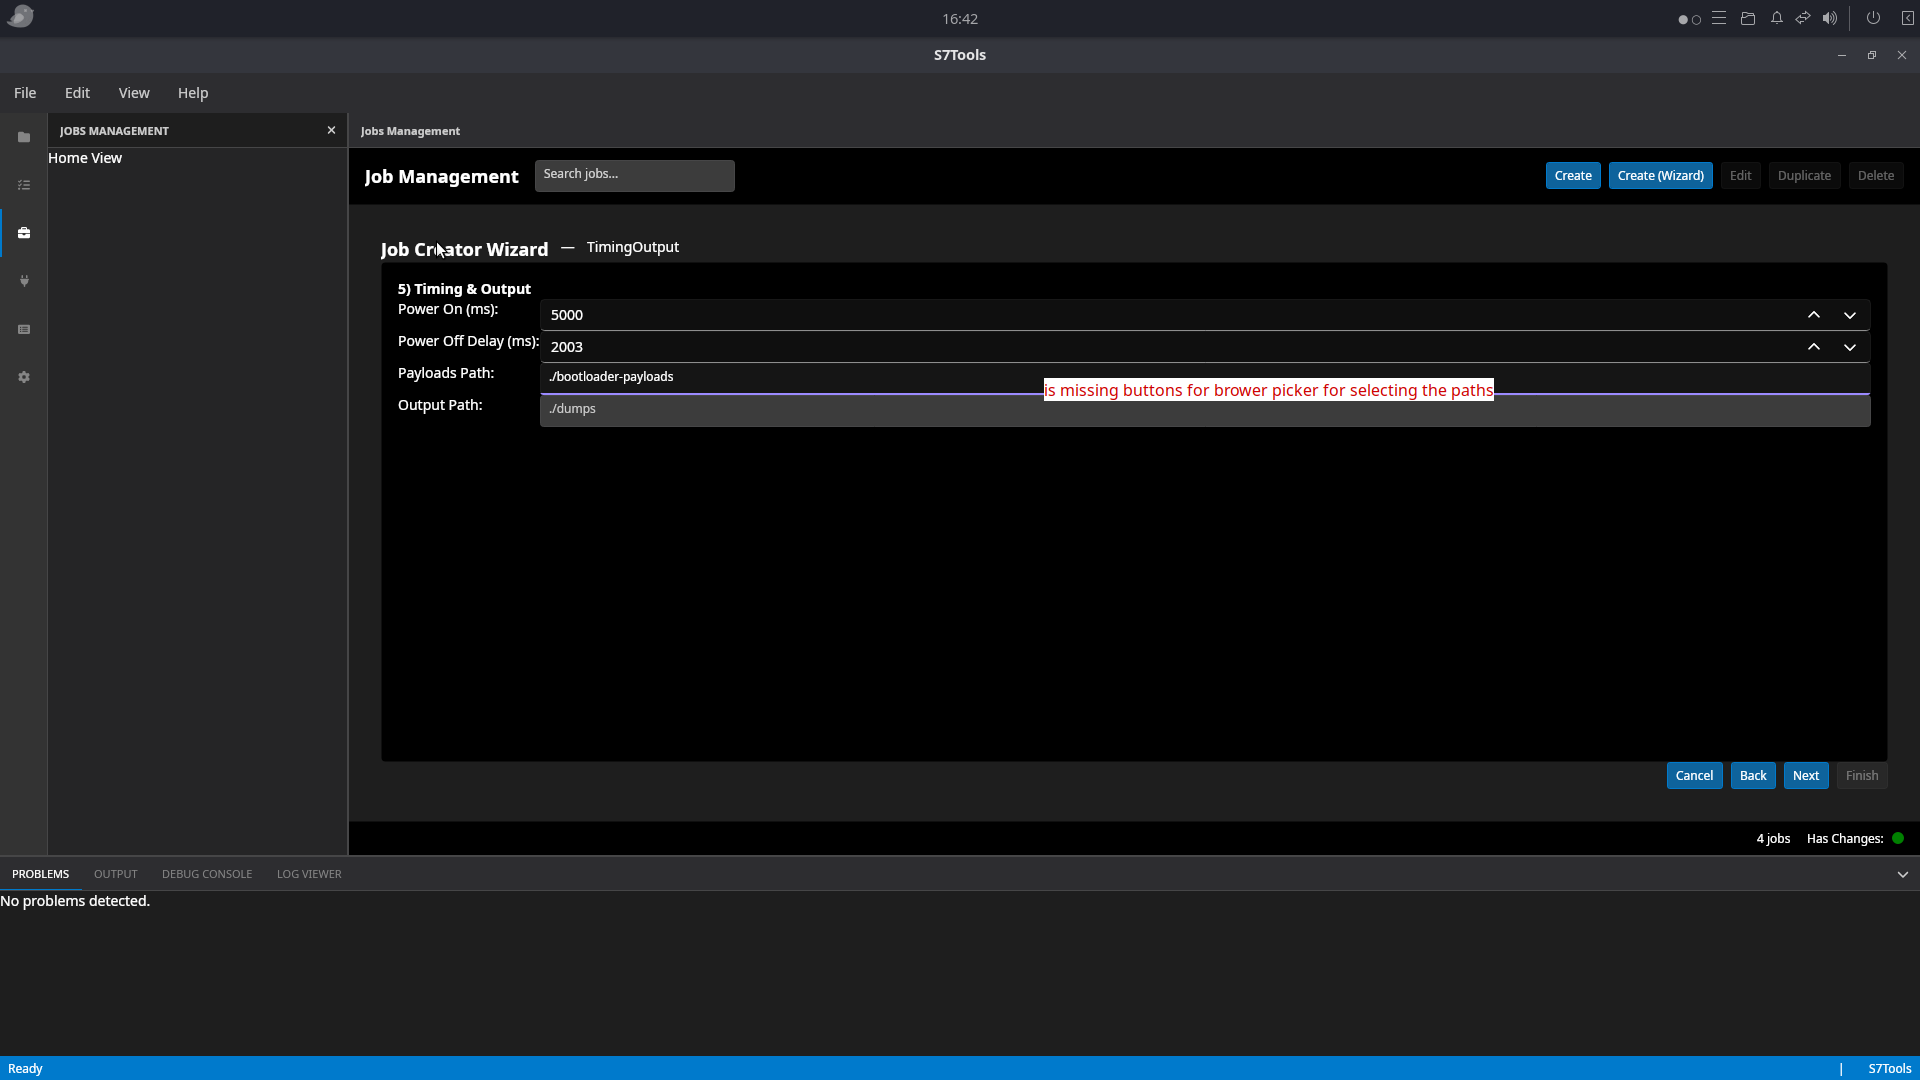 16:42
S7Tools
File Edit View Help
JOBS MANAGEMENT
Home View
Jobs Management
Job Management
Search jobs...
Create
Create (Wizard)
Edit
Duplicate
Delete
Job Creator Wizard — TimingOutput
5) Timing & Output
Power On (ms):
5000
Power Off Delay (ms):
2003
Payloads Path:
./bootloader-payloads
is missing buttons for brower picker for selecting the paths
Output Path:
./dumps
Cancel
Back
Next
Finish
4 jobs
Has Changes:
PROBLEMS
OUTPUT
DEBUG CONSOLE
LOG VIEWER
No problems detected.
Ready
|
S7Tools